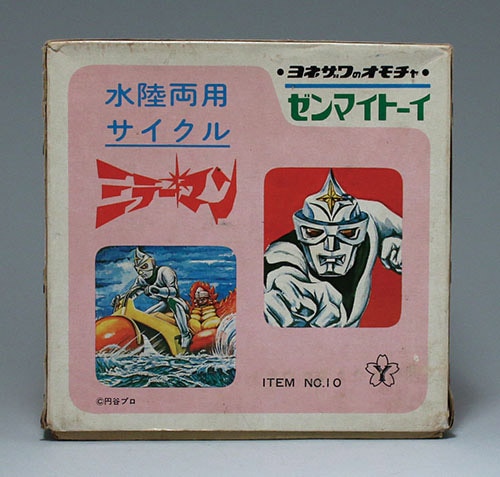 ・ヨネザワのオモチャ・
ゼンマイトーイ
水陸両用
サイクル
ミラーマン
ITEM NO.10
©円谷プロ
Y